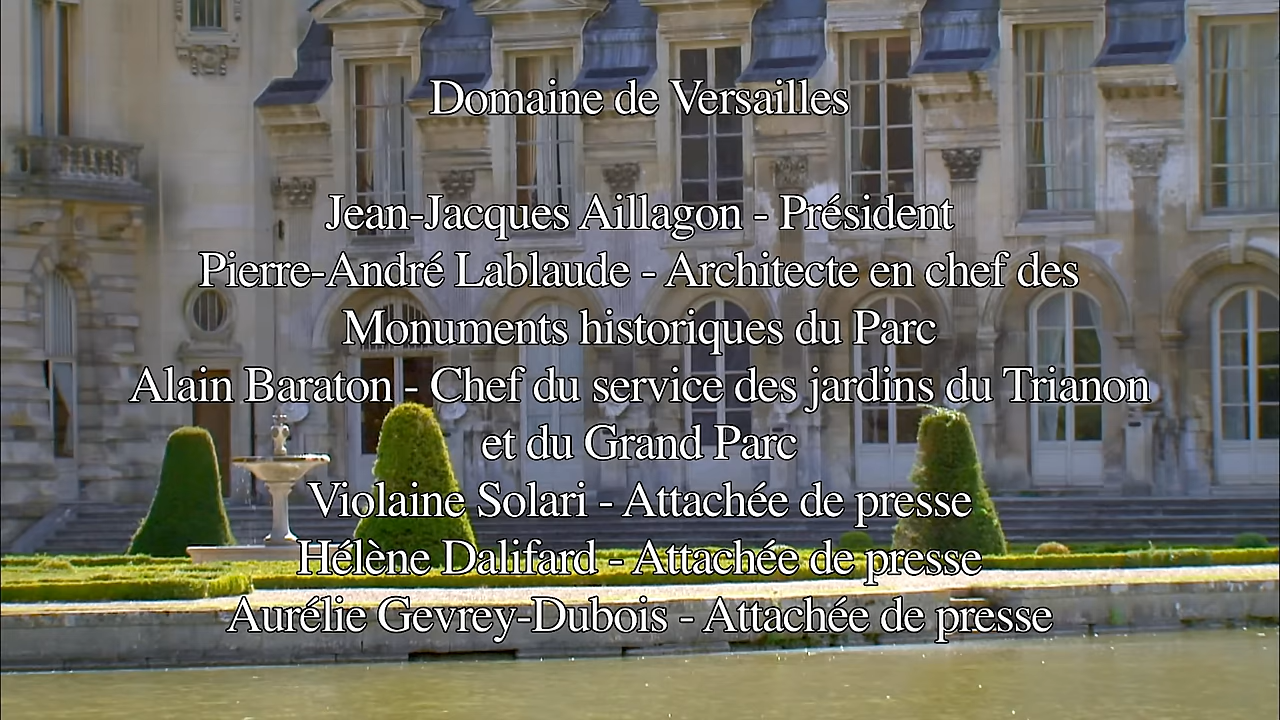 Domaine de Versailles
Jean-Jacques Aillagon - Président
Pierre-André Lablaude - Architecte en chef des
Monuments historiques du Parc
Alain Baraton - Chef du service des jardins du Trianon
et du Grand Parc
Violaine Solari - Attachée de presse
Hélène Dalifard - Attachée de presse
Aurélie Gevrey-Dubois - Attachée de presse